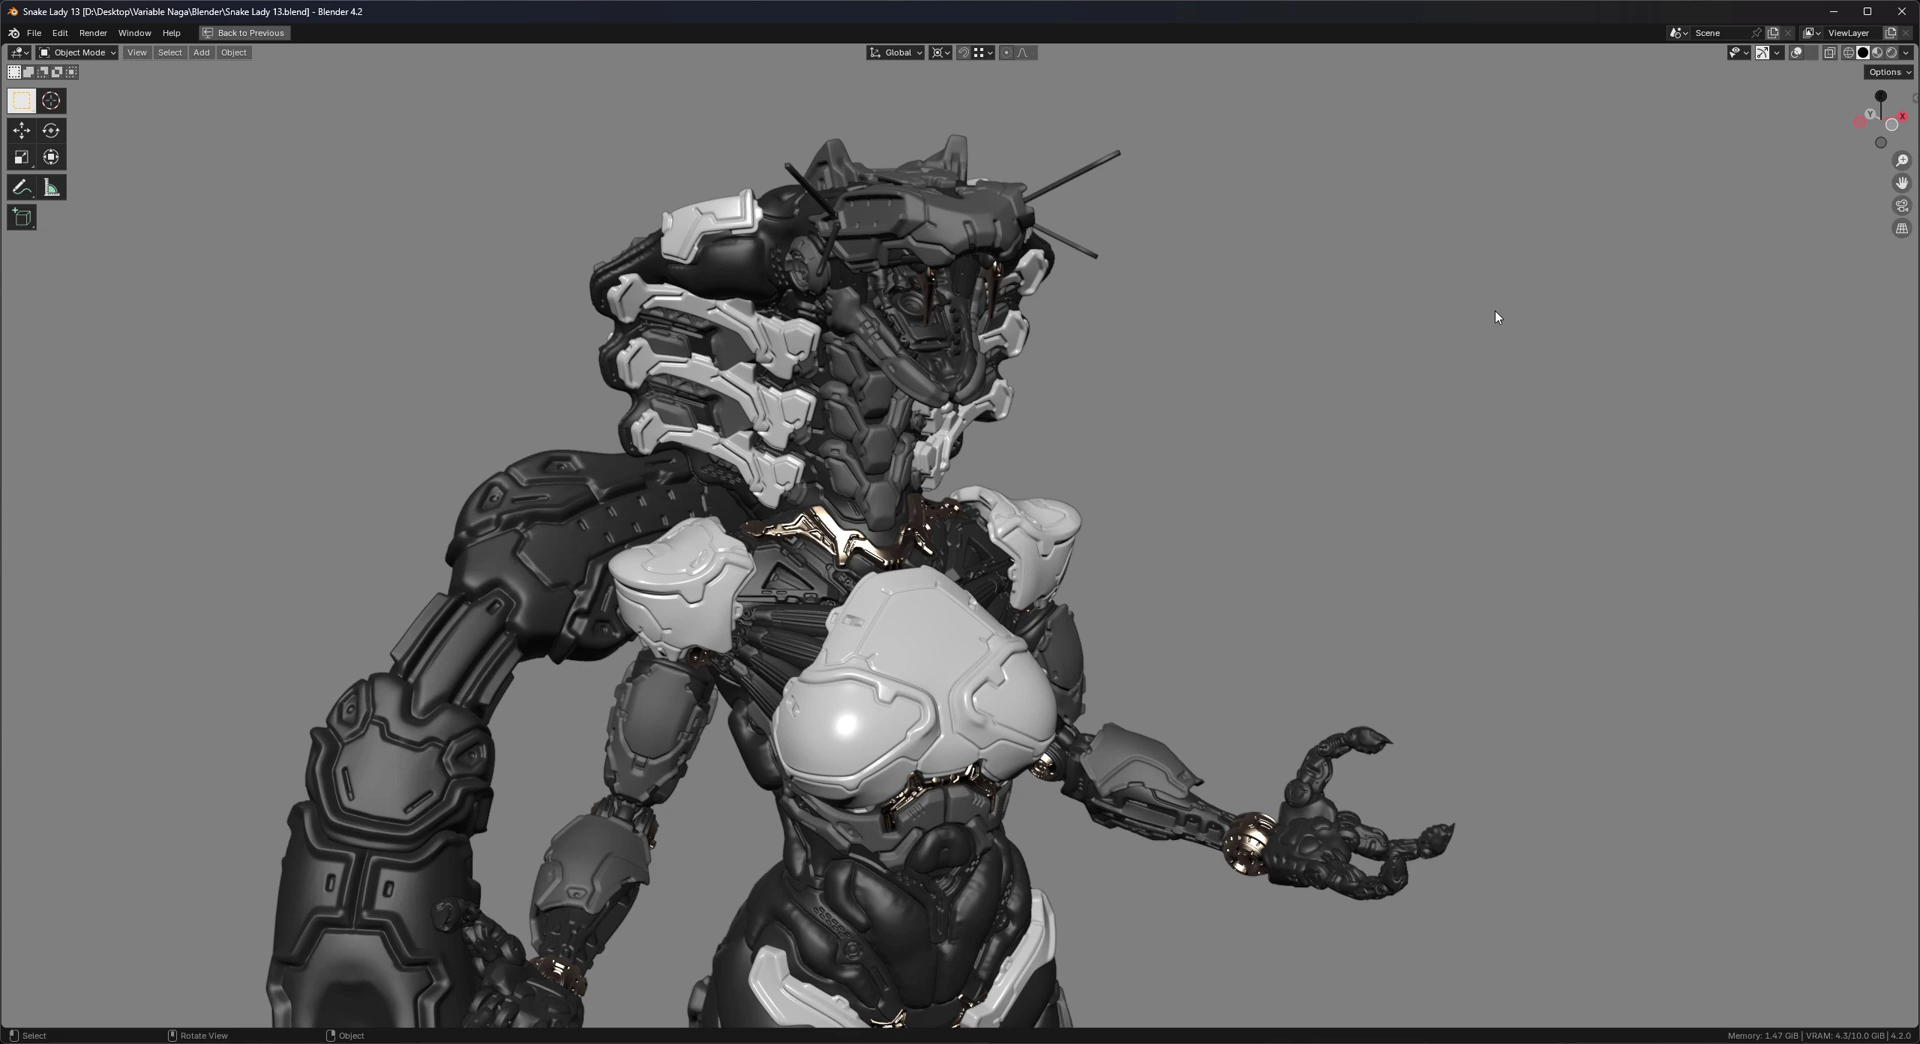 Snake Lady 13 [D:\Desktop\Variable Naga\Blender\Snake Lady 13.blend] - Blender 4.2
File Edit Render Window Help Back to Previous Scene ViewLayer
Object Mode View Select Add Object Global
Options
Y X
Select Rotate View Object Memory: 1.47 GiB | VRAM: 4.3/10.0 GiB | 4.2.0